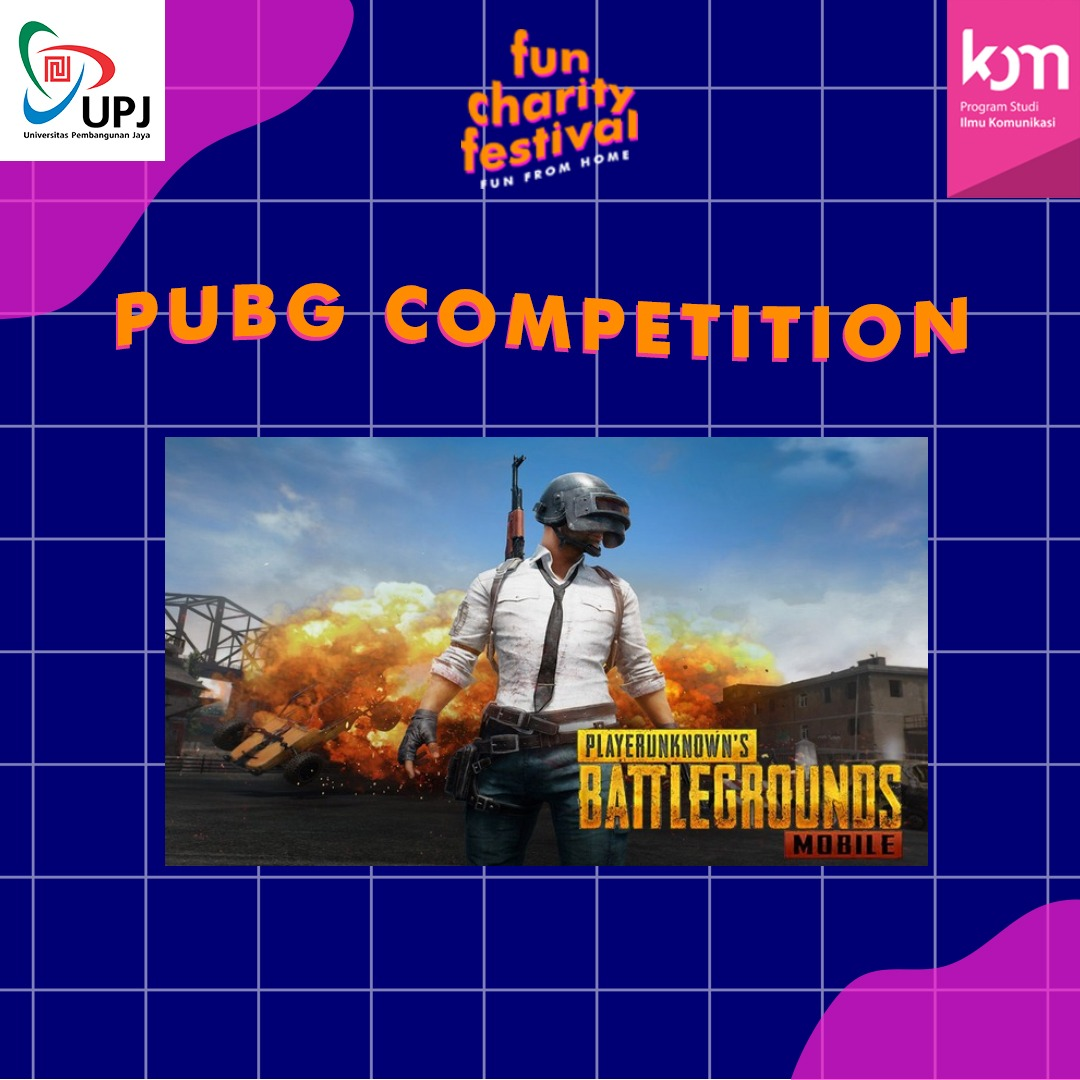 UPJ
Universitas Pembangunan Jaya
fun
charity
festival
FUN FROM HOME
kom
Program Studi
Ilmu Komunikasi
PUBG COMPETITION
PLAYERUNKNOWN'S
BATTLEGROUNDS
MOBILE